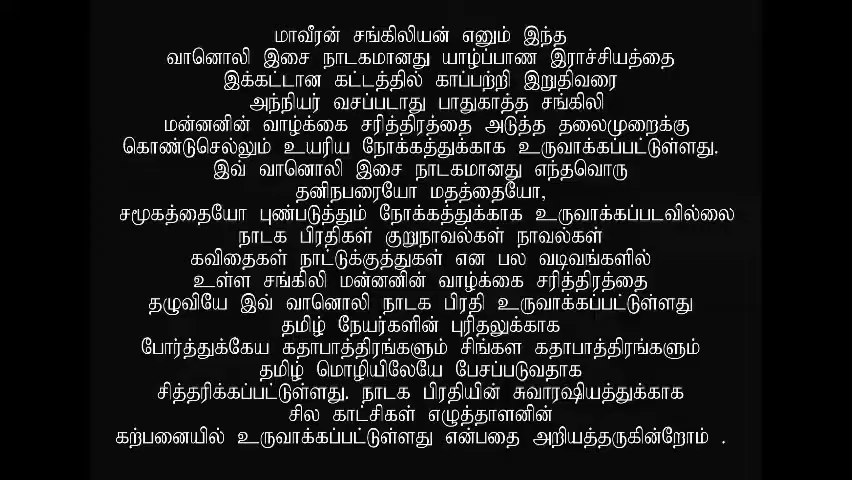 மாவீரன் சங்கிலியன் எனும் இந்த
வானொலி இசை நாடகமானது யாழ்ப்பாண இராச்சியத்தை
இக்கட்டான கட்டத்தில் காப்பற்றி இறுதிவரை
அந்நியர் வசப்படாது பாதுகாத்த சங்கிலி
மன்னனின் வாழ்க்கை சரித்திரத்தை அடுத்த தலைமுறைக்கு
கொண்டுசெல்லும் உயரிய நோக்கத்துக்காக உருவாக்கப்பட்டுள்ளது.
இவ் வானொலி இசை நாடகமானது எந்தவொரு
தனிநபரையோ மதத்தையோ,
சமூகத்தையோ புண்படுத்தும் நோக்கத்துக்காக உருவாக்கப்படவில்லை
நாடக பிரதிகள் குறுநாவல்கள் நாவல்கள்
கவிதைகள் நாட்டுக்குத்துகள் என பல வடிவங்களில்
உள்ள சங்கிலி மன்னனின் வாழ்க்கை சரித்திரத்தை
தழுவியே இவ் வானொலி நாடக பிரதி உருவாக்கப்பட்டுள்ளது
தமிழ் நேயர்களின் புரிதலுக்காக
போர்த்துக்கேய கதாபாத்திரங்களும் சிங்கள கதாபாத்திரங்களும்
தமிழ் மொழியிலேயே பேசப்படுவதாக
சித்தரிக்கப்பட்டுள்ளது. நாடக பிரதியின் சுவாரஷியத்துக்காக
சில காட்சிகள் எழுத்தாளனின்
கற்பனையில் உருவாக்கப்பட்டுள்ளது என்பதை அறியத்தருகின்றோம் .